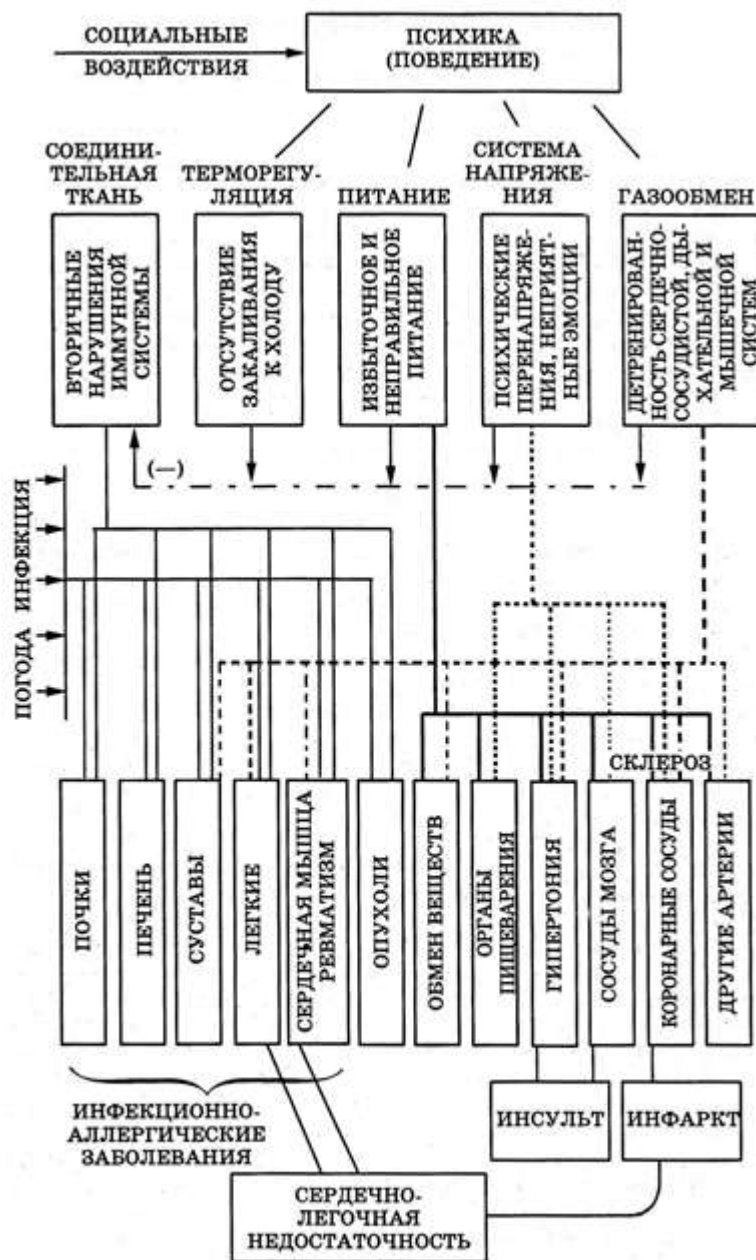 СОЦИАЛЬНЫЕ
ВОЗДЕЙСТВИЯ
ПСИХИКА
(ПОВЕДЕНИЕ)
СОЕДИНИ-
ТЕЛЬНАЯ
ТКАНЬ
ТЕРМОРЕГУ-
ЛЯЦИЯ
ПИТАНИЕ
СИСТЕМА
НАПРЯЖЕ-
НИЯ
ГАЗООБМЕН
ВТОРИЧНЫЕ
НАРУШЕНИЯ
ИММУННОЙ
СИСТЕМЫ
ОТСУТСТВИЕ
ЗАКАЛИВАНИЯ
К ХОЛОДУ
ИЗБЫТОЧНОЕ И
НЕПРАВИЛЬНОЕ
ПИТАНИЕ
ПСИХИЧЕСКИЕ
ПЕРЕНАПРЯЖЕ-
НИЯ, НЕПРИЯТ-
НЫЕ ЭМОЦИИ
ДЕТРЕНИРОВАН-
НОСТЬ СЕРДЕЧНО-
СОСУДИСТОЙ, ДЫ-
ХАТЕЛЬНОЙ И
МЫШЕЧНОЙ
СИСТЕМ
(—)
ПОГОДА ИНФЕКЦИЯ
СКЛЕРОЗ
ПОЧКИ
ПЕЧЕНЬ
СУСТАВЫ
ЛЕГКИЕ
СЕРДЕЧНАЯ МЫШЦА
РЕВМАТИЗМ
ОПУХОЛИ
ОБМЕН ВЕЩЕСТВ
ОРГАНЫ
ПИЩЕВАРЕНИЯ
ГИПЕРТОНИЯ
СОСУДЫ МОЗГА
КОРОНАРНЫЕ СОСУДЫ
ДРУГИЕ АРТЕРИИ
ИНФЕКЦИОННО-
АЛЛЕРГИЧЕСКИЕ
ЗАБОЛЕВАНИЯ
ИНСУЛЬТ
ИНФАРКТ
СЕРДЕЧНО-
ЛЕГОЧНАЯ
НЕДОСТАТОЧНОСТЬ